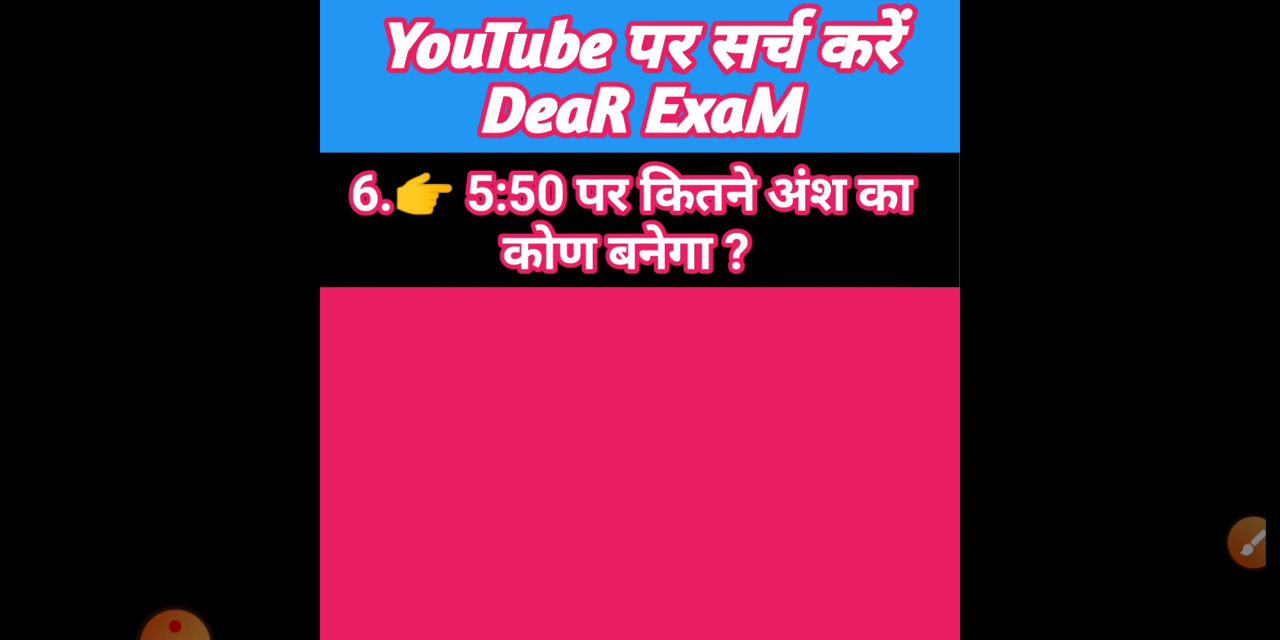 YouTube पर सर्च करें
DeaR ExaM
6.👉 5:50 पर कितने अंश का
कोण बनेगा ?